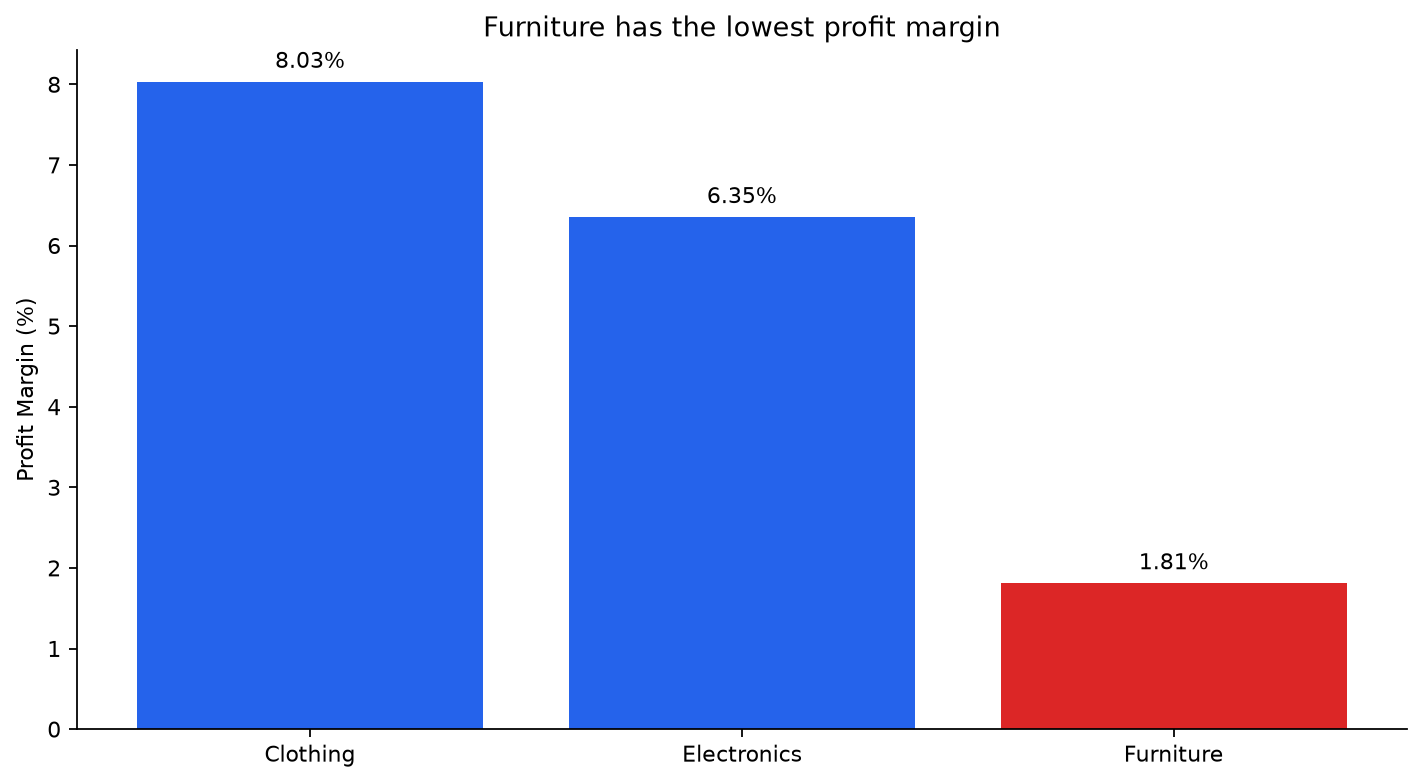 Furniture has the lowest profit margin
8.03%
6.35%
1.81%
8
7
6
5
4
3
2
1
0
Profit Margin (%)
Clothing
Electronics
Furniture